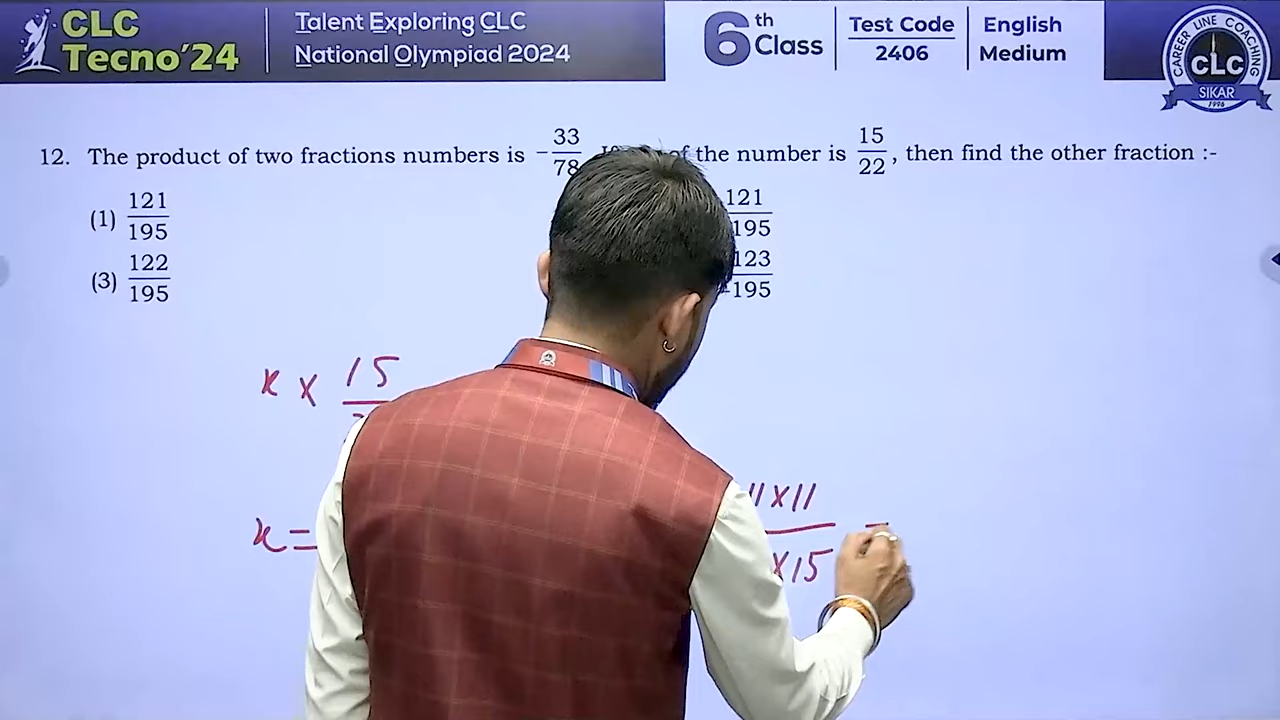 CLC
Tecno'24
Talent Exploring CLC
National Olympiad 2024
6th Class
Test Code
2406
English
Medium
CAREER LINE COACHING
CLC
SIKAR
1996
12. The product of two fractions numbers is -33/78 of the number is 15/22, then find the other fraction :-
(1) 121/195
121/195
(3) 122/195
123/195
x × 15
x =
11×11
×15
=